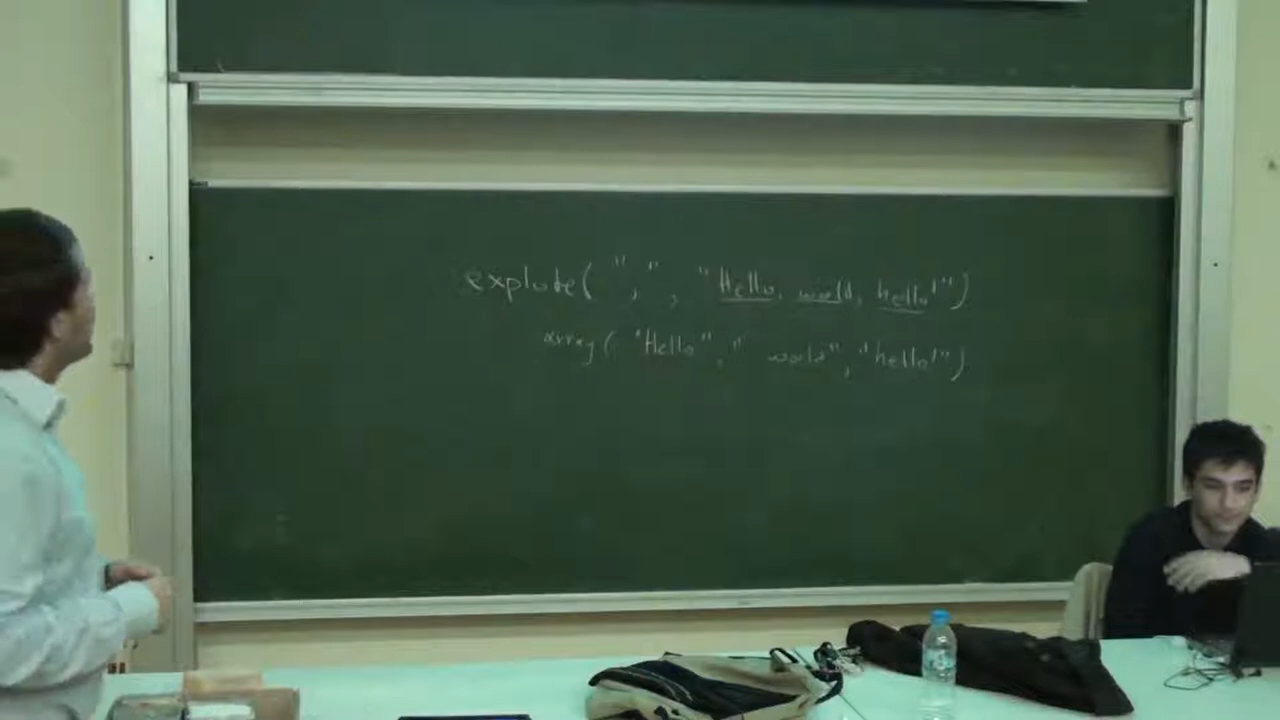 explode( "," , "Hello, world, hello!")
array( "Hello", " world", "hello!")